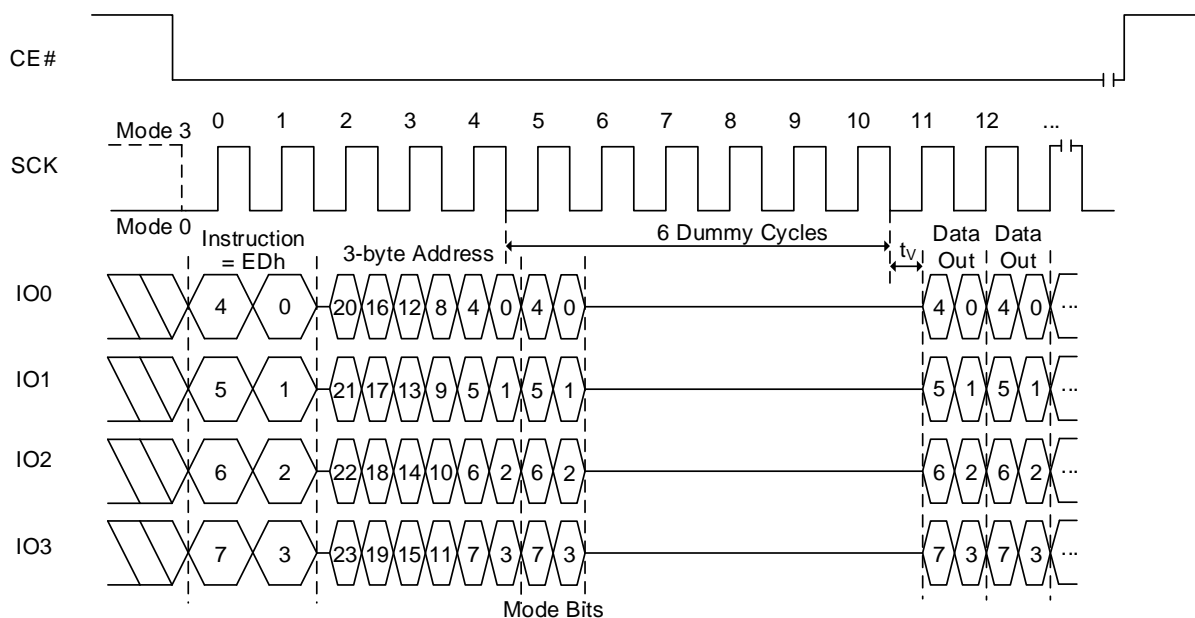 CE#
0 1 2 3 4 5 6 7 8 9 10 11 12 ...
Mode 3
SCK
Mode 0
Instruction
= EDh
3-byte Address
6 Dummy Cycles
tV
Data
Out
Data
Out
IO0 4 0 20 16 12 8 4 0 4 0 4 0 4 0 ...
IO1 5 1 21 17 13 9 5 1 5 1 5 1 5 1 ...
IO2 6 2 22 18 14 10 6 2 6 2 6 2 6 2 ...
IO3 7 3 23 19 15 11 7 3 7 3 7 3 7 3 ...
Mode Bits